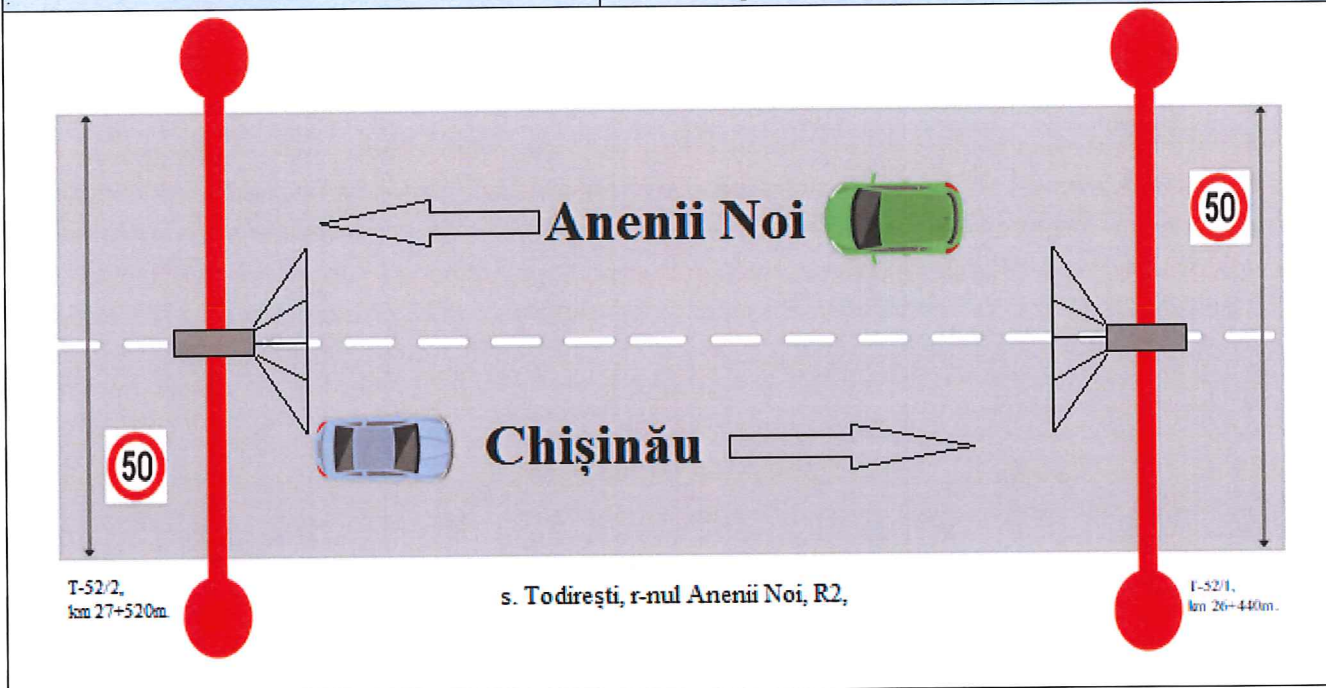 50
Anenii Noi
50
Chișinău
T-52/2,
km 27+520m.
s. Todirești, r-nul Anenii Noi, R2,
T-52/1,
km 26+440m.